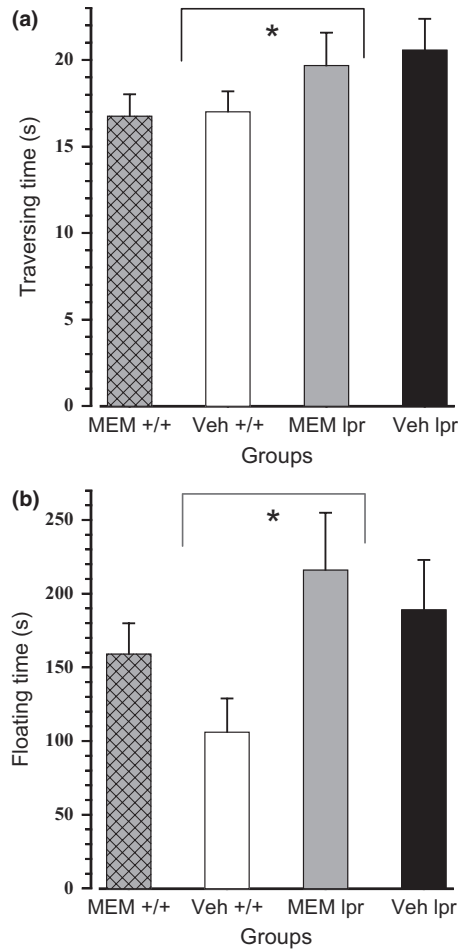 (a)
*
20
15
10
5
0
Traversing time (s)
MEM +/+ Veh +/+ MEM lpr Veh lpr
Groups
(b)
*
250
200
150
100
50
0
Floating time (s)
MEM +/+ Veh +/+ MEM lpr Veh lpr
Groups